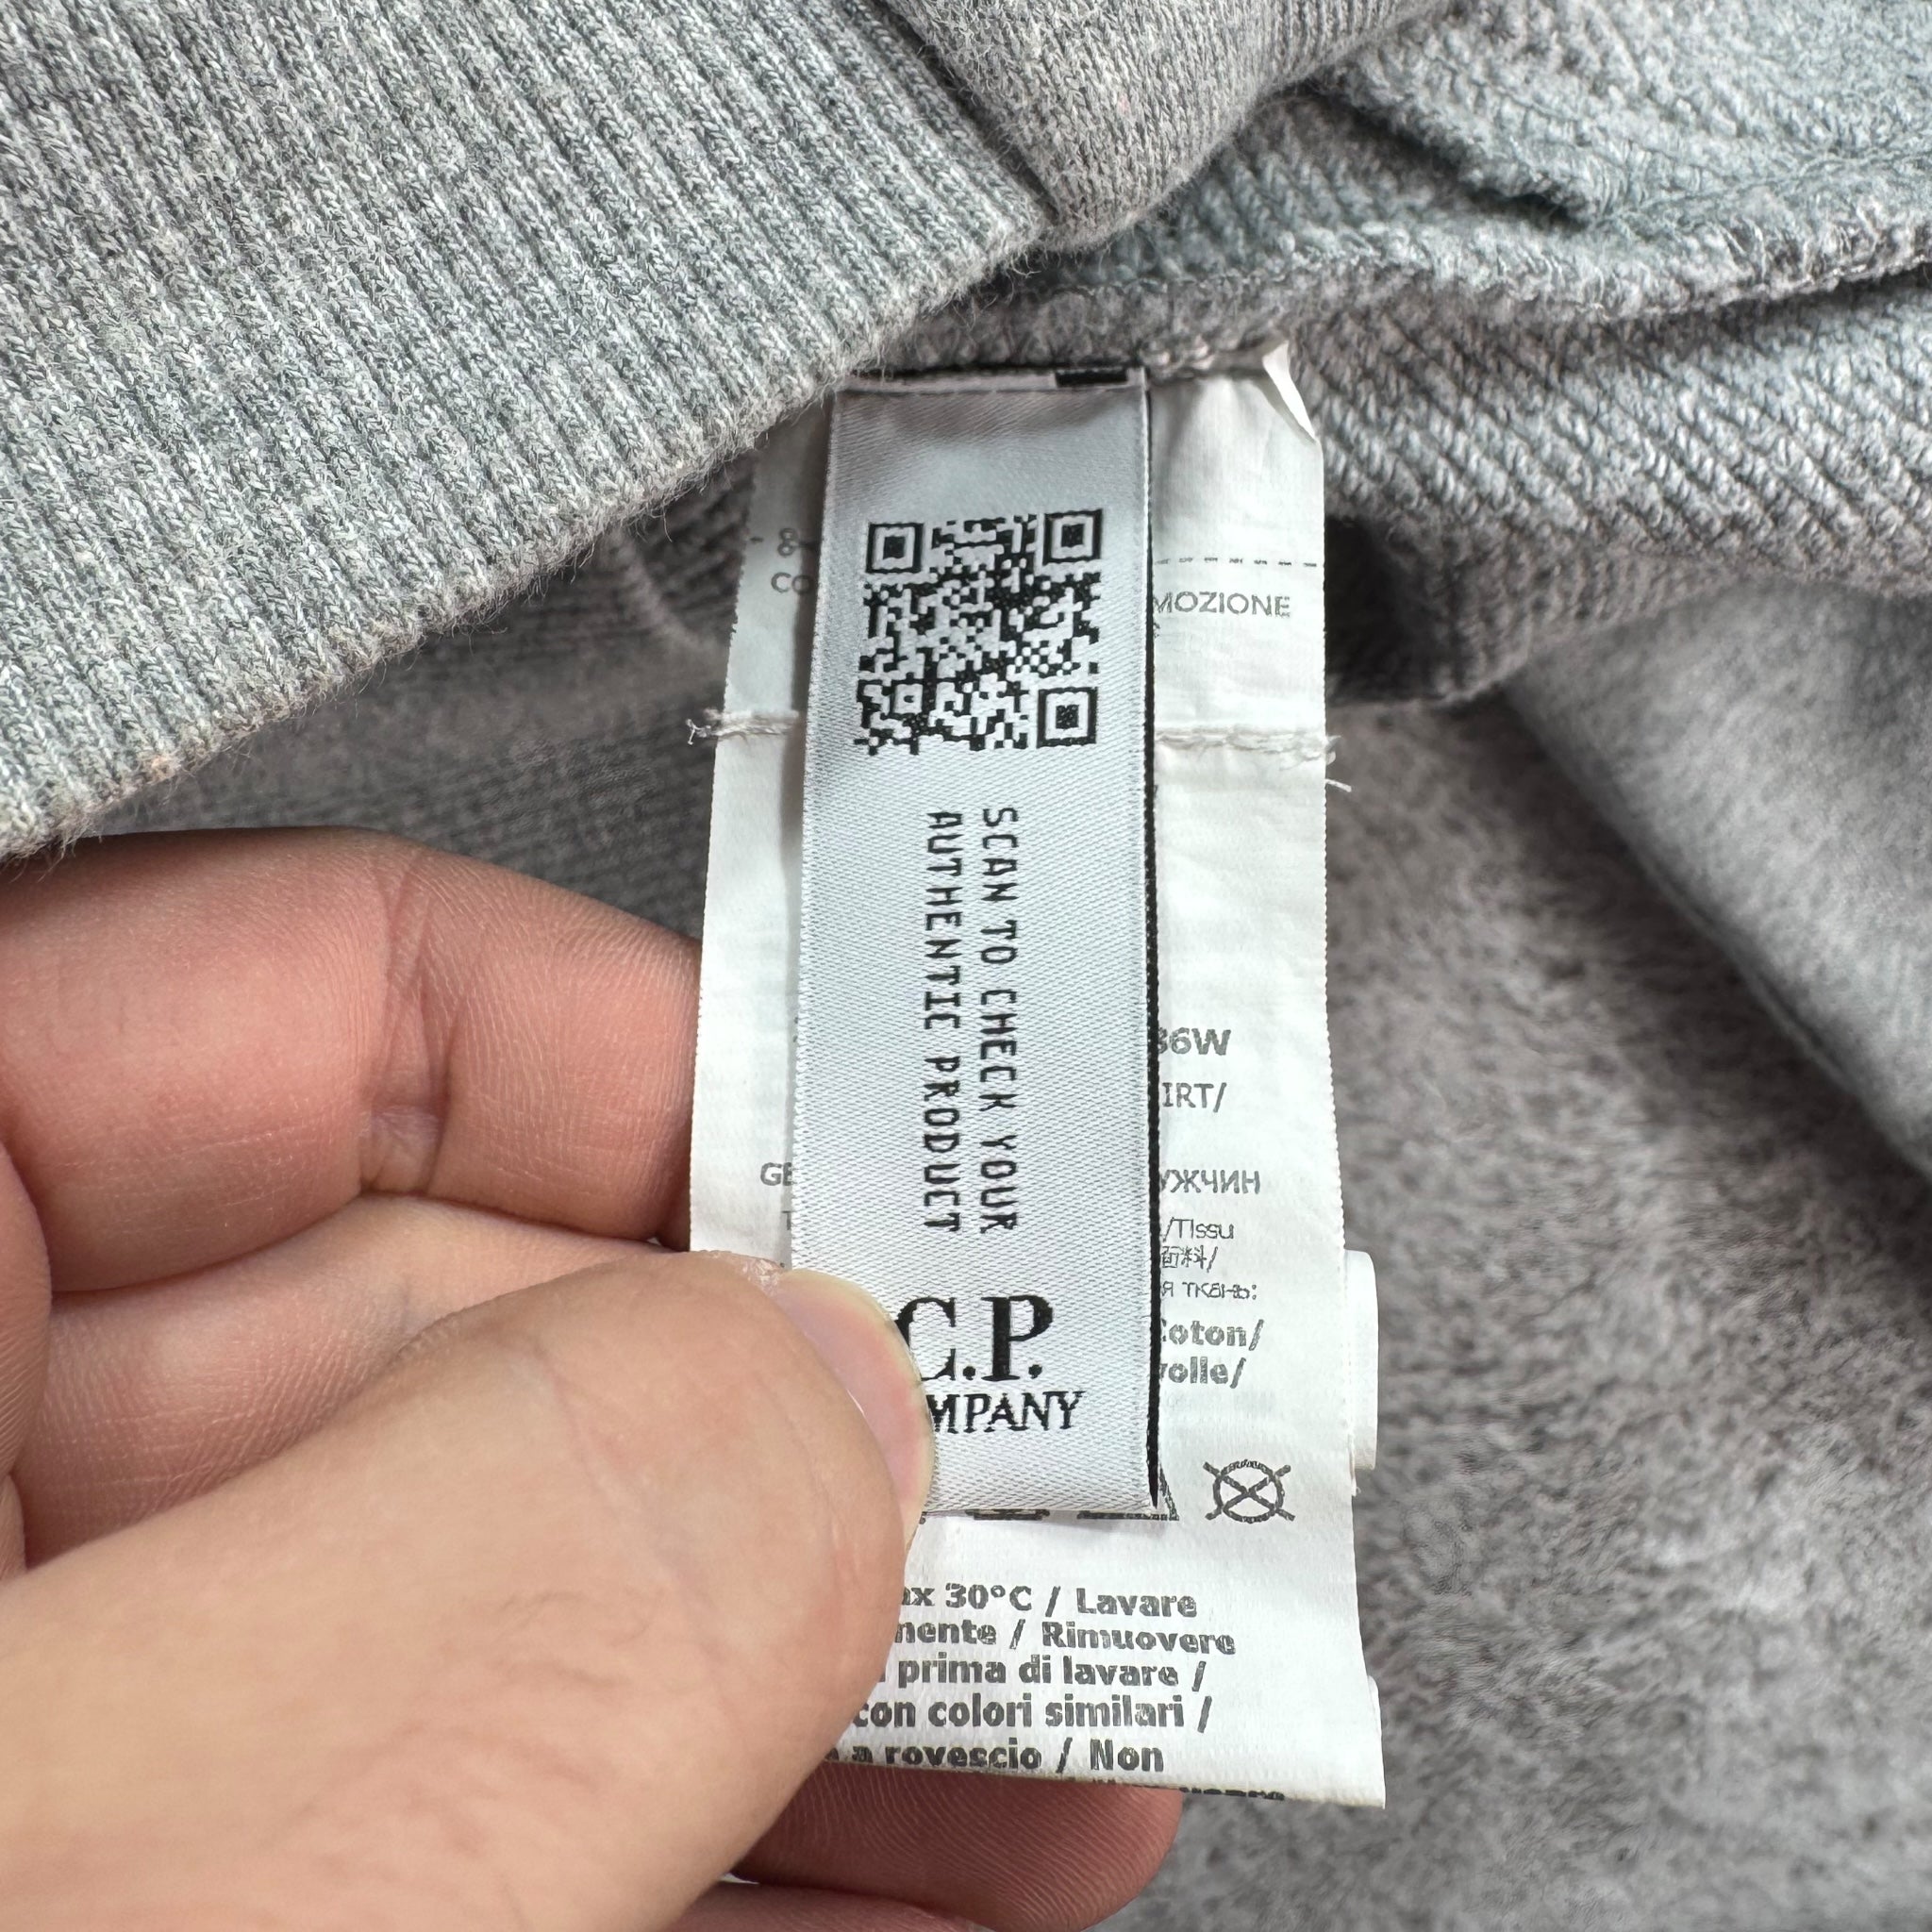 MOZIONE
SCAN TO CHECK YOUR
AUTHENTIC PRODUCT
36W
IRT/
УЖЧИН
/Tissu
面料/
я ткань:
Coton/
volle/
C.P.
MPANY
ax 30°C / Lavare
mente / Rimuovere
prima di lavare /
con colori similari /
a rovescio / Non